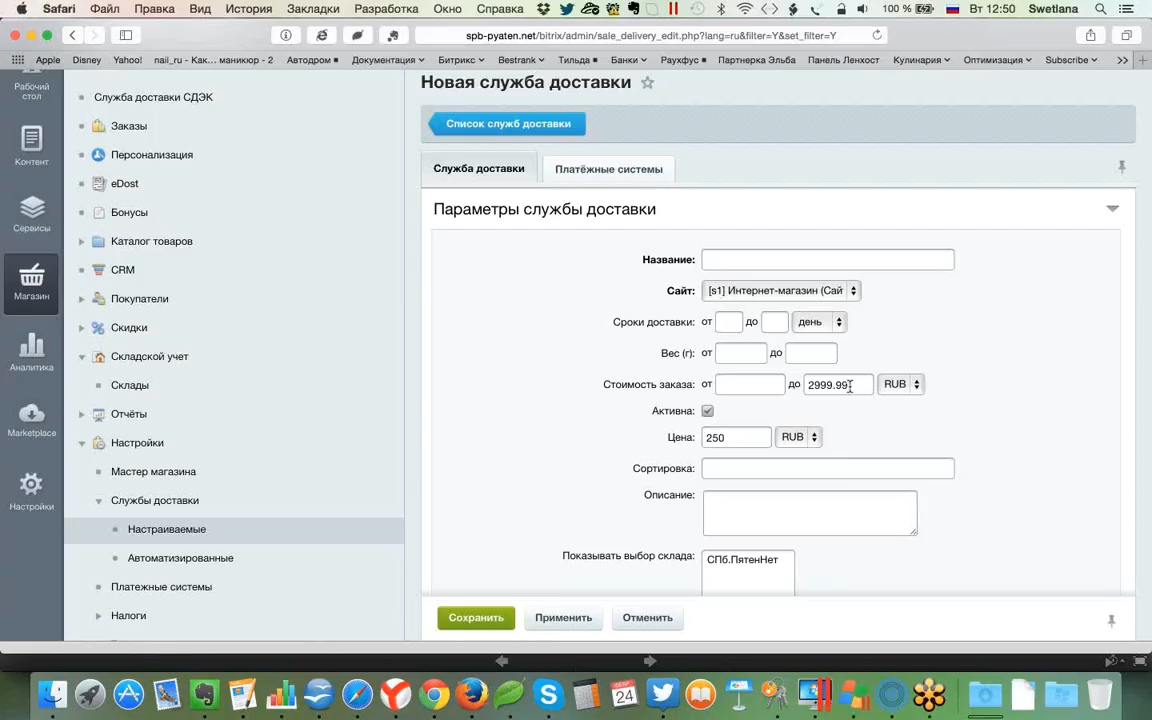 Safari Файл Правка Вид История Закладки Разработка Окно Справка 100 % Вт 12:50 Swetlana
spb-pyaten.net/bitrix/admin/sale_delivery_edit.php?lang=ru&filter=Y&set_filter=Y
Apple Disney Yahoo! nail_ru - Как... маникюр - 2 Автодром Документация Битрикс Bestrank Тильда Банки Раухфус Партнерка Эльба Панель Ленхост Кулинария Оптимизация Subscribe
Рабочий стол
Контент
Сервисы
Магазин
Аналитика
Marketplace
Настройки
Служба доставки СДЭК
Заказы
Персонализация
eDost
Бонусы
Каталог товаров
CRM
Покупатели
Скидки
Складской учет
Склады
Отчёты
Настройки
Мастер магазина
Службы доставки
Настраиваемые
Автоматизированные
Платежные системы
Налоги
Новая служба доставки
Список служб доставки
Служба доставки Платёжные системы
Параметры службы доставки
Название:
Сайт: [s1] Интернет-магазин (Сай
Сроки доставки: от до день
Вес (г): от до
Стоимость заказа: от до 2999.99 RUB
Активна:
Цена: 250 RUB
Сортировка:
Описание:
Показывать выбор склада: СПб.ПятенНет
Сохранить Применить Отменить
24